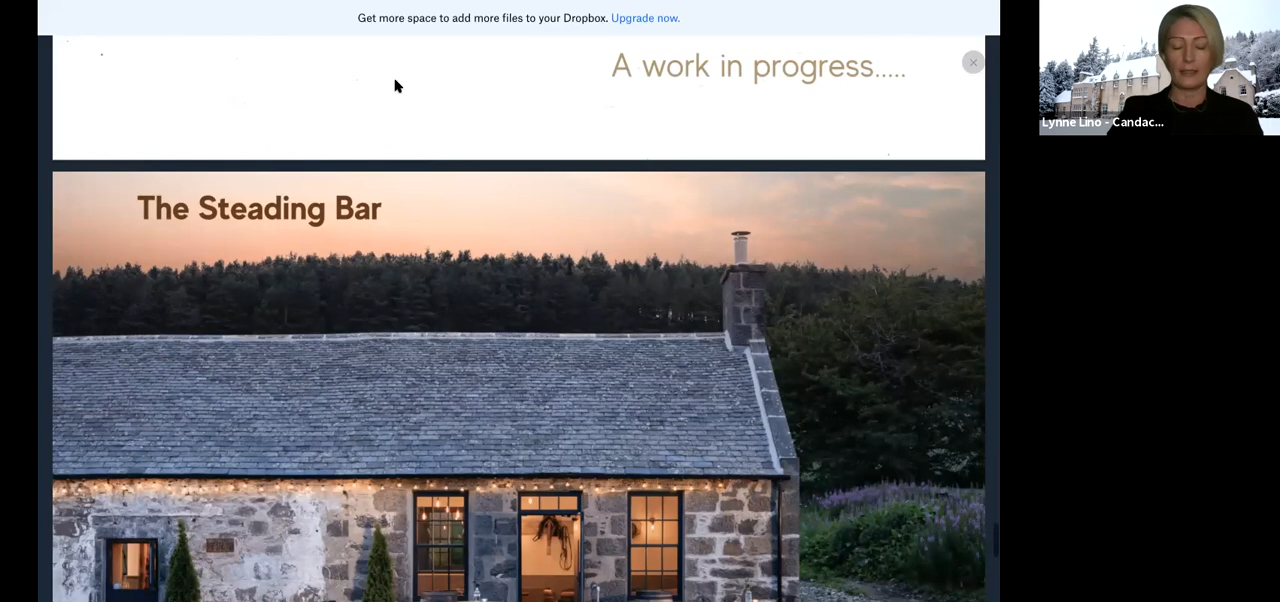 Get more space to add more files to your Dropbox. Upgrade now.
A work in progress.....
Lynne Lino - Candac...
The Steading Bar